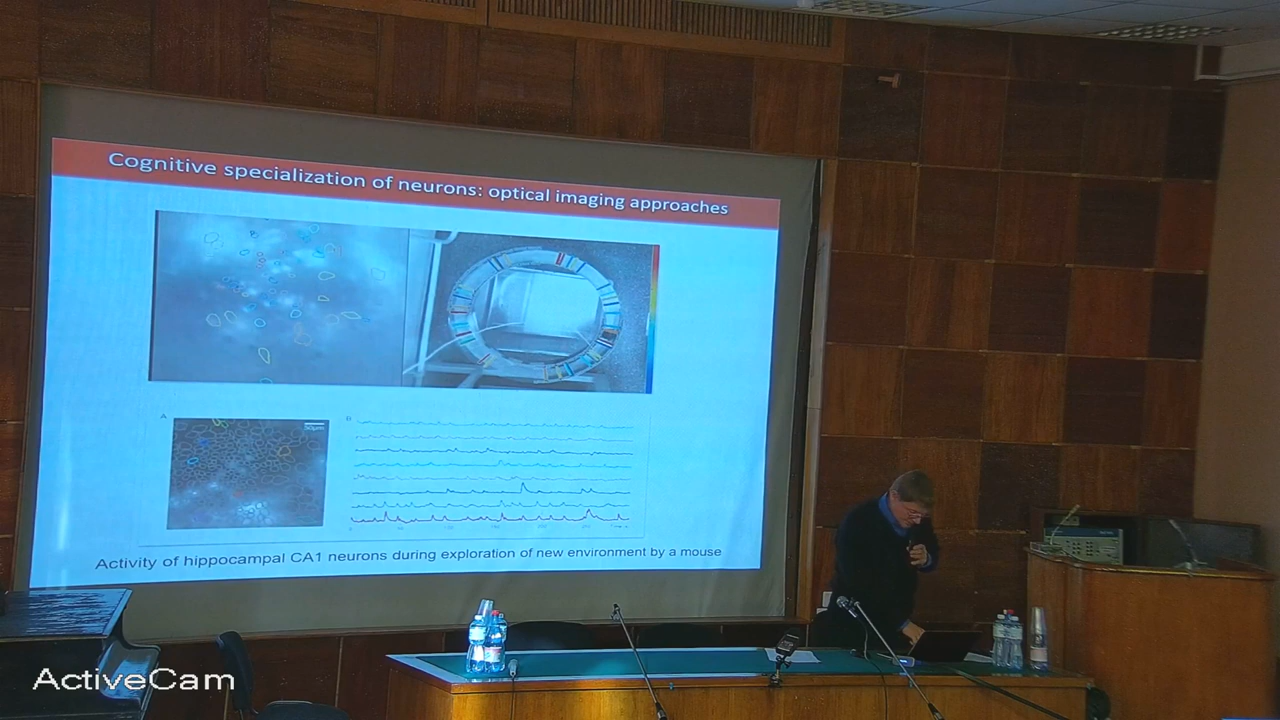 Cognitive specialization of neurons: optical imaging approaches
A
B
50µm
Activity of hippocampal CA1 neurons during exploration of new environment by a mouse
ActiveCam